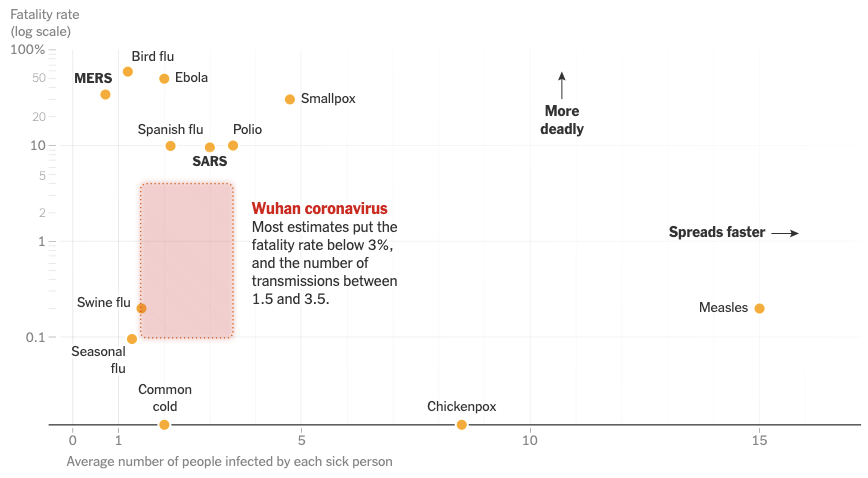 Fatality rate
(log scale)
100%
50
20
10
5
2
1
0.1
Bird flu
MERS
Ebola
Smallpox
Spanish flu
Polio
SARS
More
deadly
Wuhan coronavirus
Most estimates put the
fatality rate below 3%,
and the number of
transmissions between
1.5 and 3.5.
Spreads faster
Swine flu
Measles
Seasonal
flu
Common
cold
Chickenpox
0
1
5
10
15
Average number of people infected by each sick person